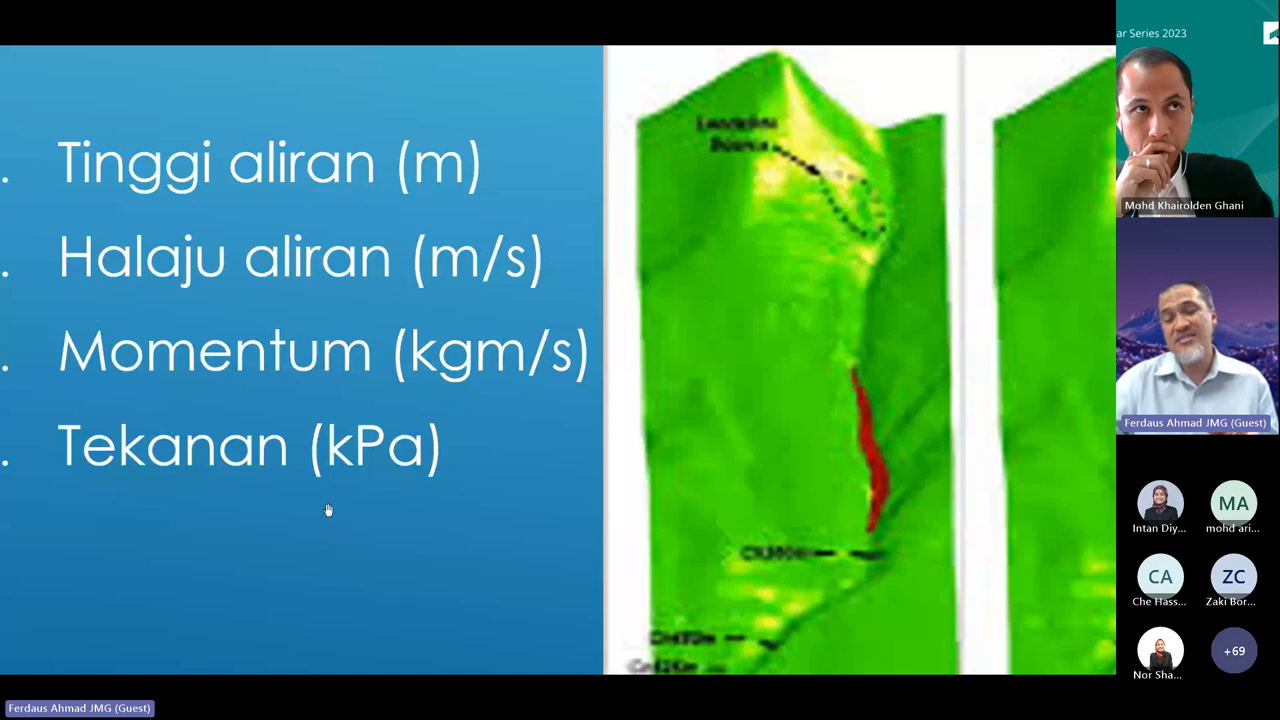 . Tinggi aliran (m)
. Halaju aliran (m/s)
. Momentum (kgm/s)
. Tekanan (kPa)
ar Series 2023
Mohd Khairolden Ghani
Ferdaus Ahmad JMG (Guest)
Intan Diy...
MA
mohd ari...
CA
Che Hass...
ZC
Zaki Bor...
Nor Sha...
+69
Ferdaus Ahmad JMG (Guest)